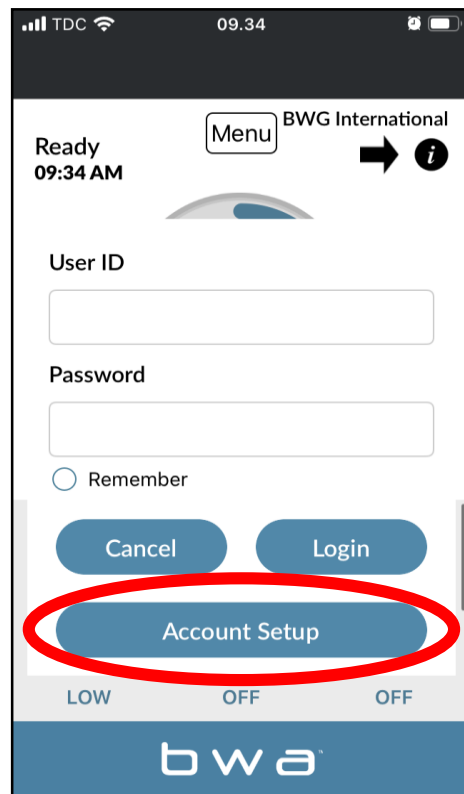 TDC 09.34
BWG International
Menu
Ready
09:34 AM
i
User ID
Password
Remember
Cancel Login
Account Setup
LOW OFF OFF
bwa™